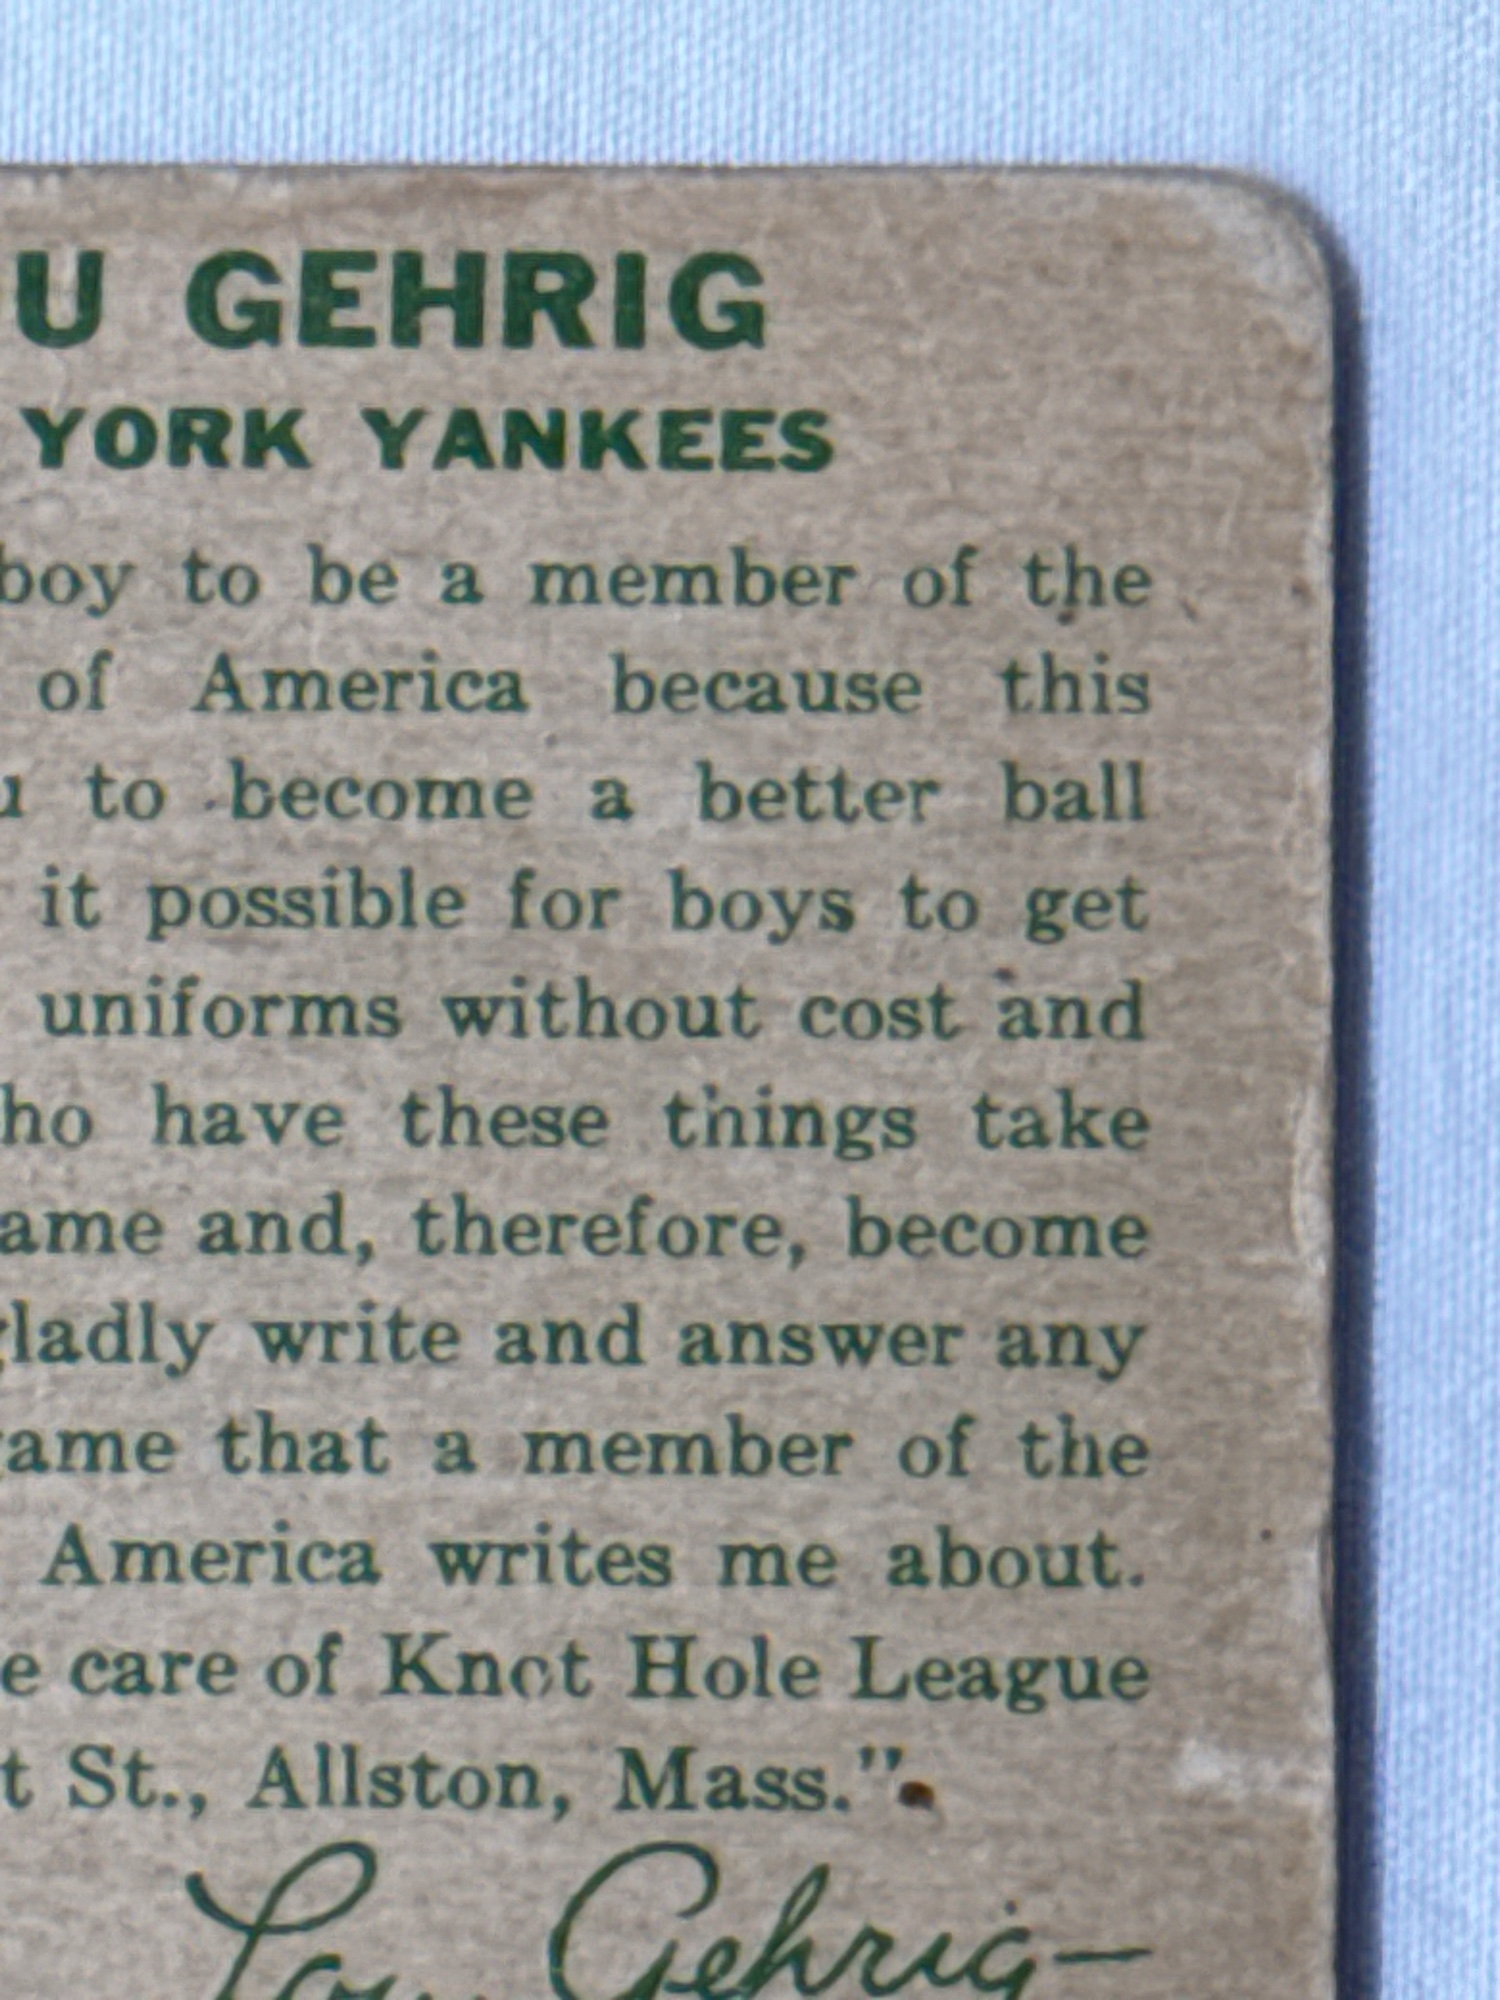 U GEHRIG
YORK YANKEES
boy to be a member of the
of America because this
u to become a better ball
it possible for boys to get
uniforms without cost and
ho have these things take
ame and, therefore, become
gladly write and answer any
ame that a member of the
America writes me about.
e care of Knot Hole League
t St., Allston, Mass."
Lou Gehrig